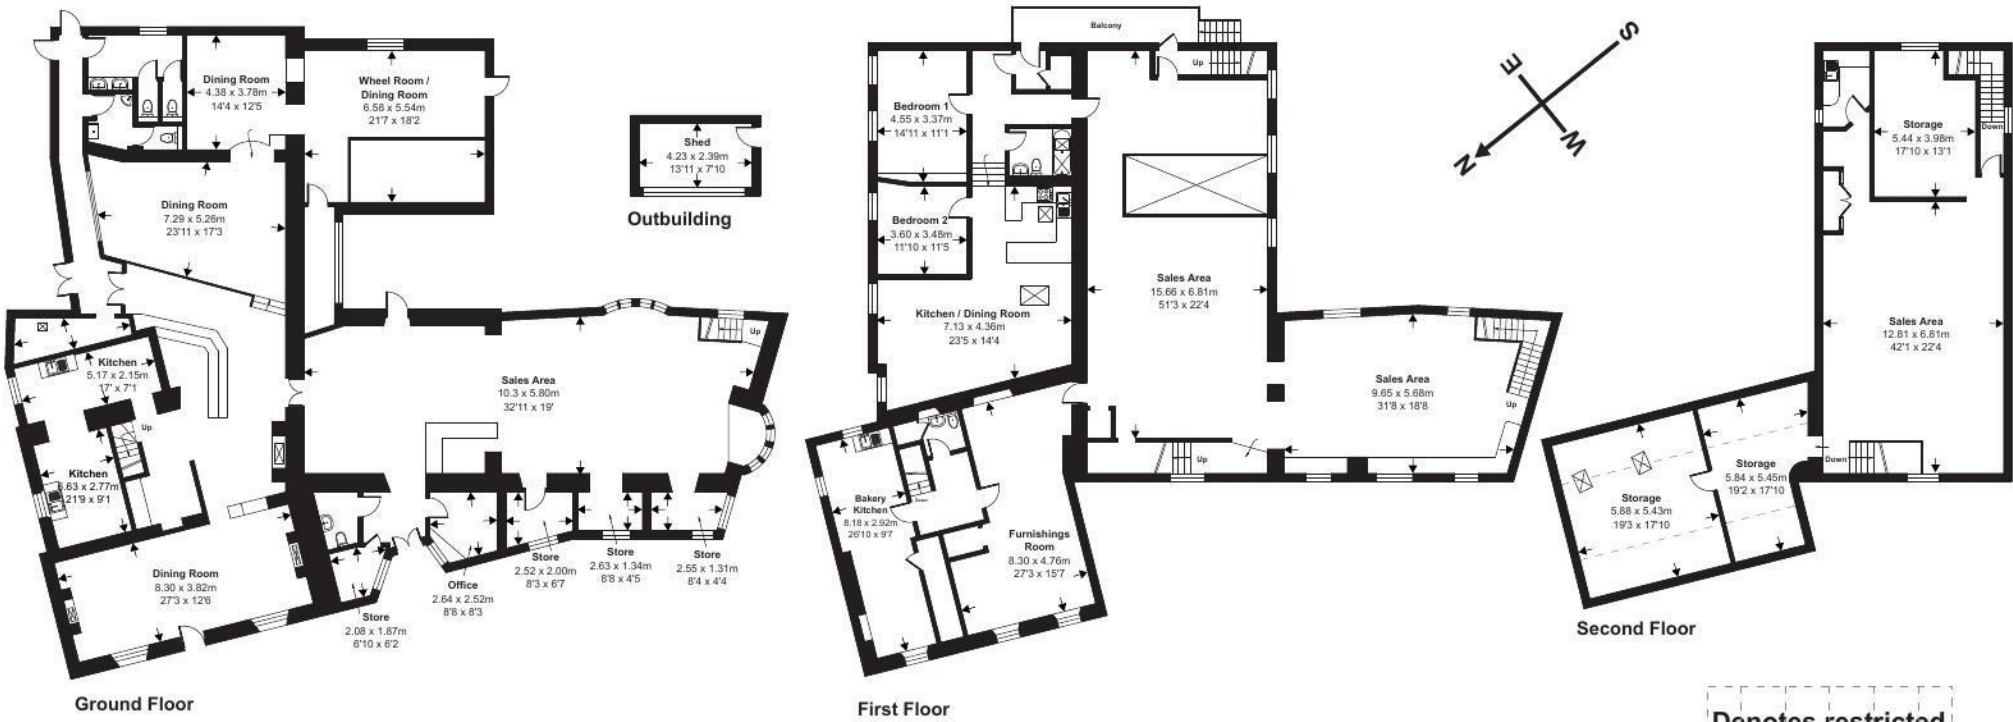 Dining Room
4.38 x 3.78m
14'4 x 12'5
Wheel Room /
Dining Room
6.58 x 5.54m
21'7 x 18'2
Dining Room
7.29 x 5.26m
23'11 x 17'3
Kitchen
5.17 x 2.15m
17' x 7'1
Up
Kitchen
6.63 x 2.77m
21'9 x 9'1
Dining Room
8.30 x 3.82m
27'3 x 12'6
Sales Area
10.3 x 5.80m
32'11 x 19'
Up
Store
2.08 x 1.87m
6'10 x 6'2
Office
2.64 x 2.52m
8'8 x 8'3
Store
2.52 x 2.00m
8'3 x 6'7
Store
2.63 x 1.34m
8'8 x 4'5
Store
2.55 x 1.31m
8'4 x 4'4
Ground Floor
Shed
4.23 x 2.39m
13'11 x 7'10
Outbuilding
Balcony
Up
Bedroom 1
4.55 x 3.37m
14'11 x 11'1
Bedroom 2
3.60 x 3.48m
11'10 x 11'5
Kitchen / Dining Room
7.13 x 4.36m
23'5 x 14'4
Sales Area
15.66 x 6.81m
51'3 x 22'4
Sales Area
9.65 x 5.68m
31'8 x 18'8
Up
Up
Bakery
Kitchen
8.18 x 2.92m
26'10 x 9'7
Down
Furnishings
Room
8.30 x 4.76m
27'3 x 15'7
First Floor
S
E
W
N
Storage
5.44 x 3.98m
17'10 x 13'1
Down
Sales Area
12.81 x 6.81m
42'1 x 22'4
Down
Storage
5.84 x 5.45m
19'2 x 17'10
Storage
5.88 x 5.43m
19'3 x 17'10
Second Floor
Denotes restricted